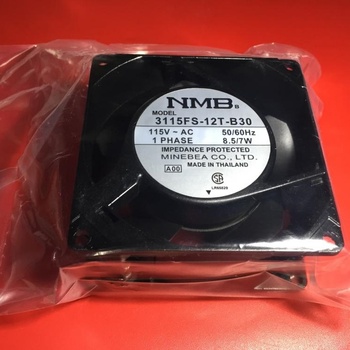 NMB B
MODEL
3115FS-12T-B30
115V ~ AC 50/60Hz
1 PHASE 8.5/7W
IMPEDANCE PROTECTED
MINEBEA CO., LTD.
MADE IN THAILAND
A00